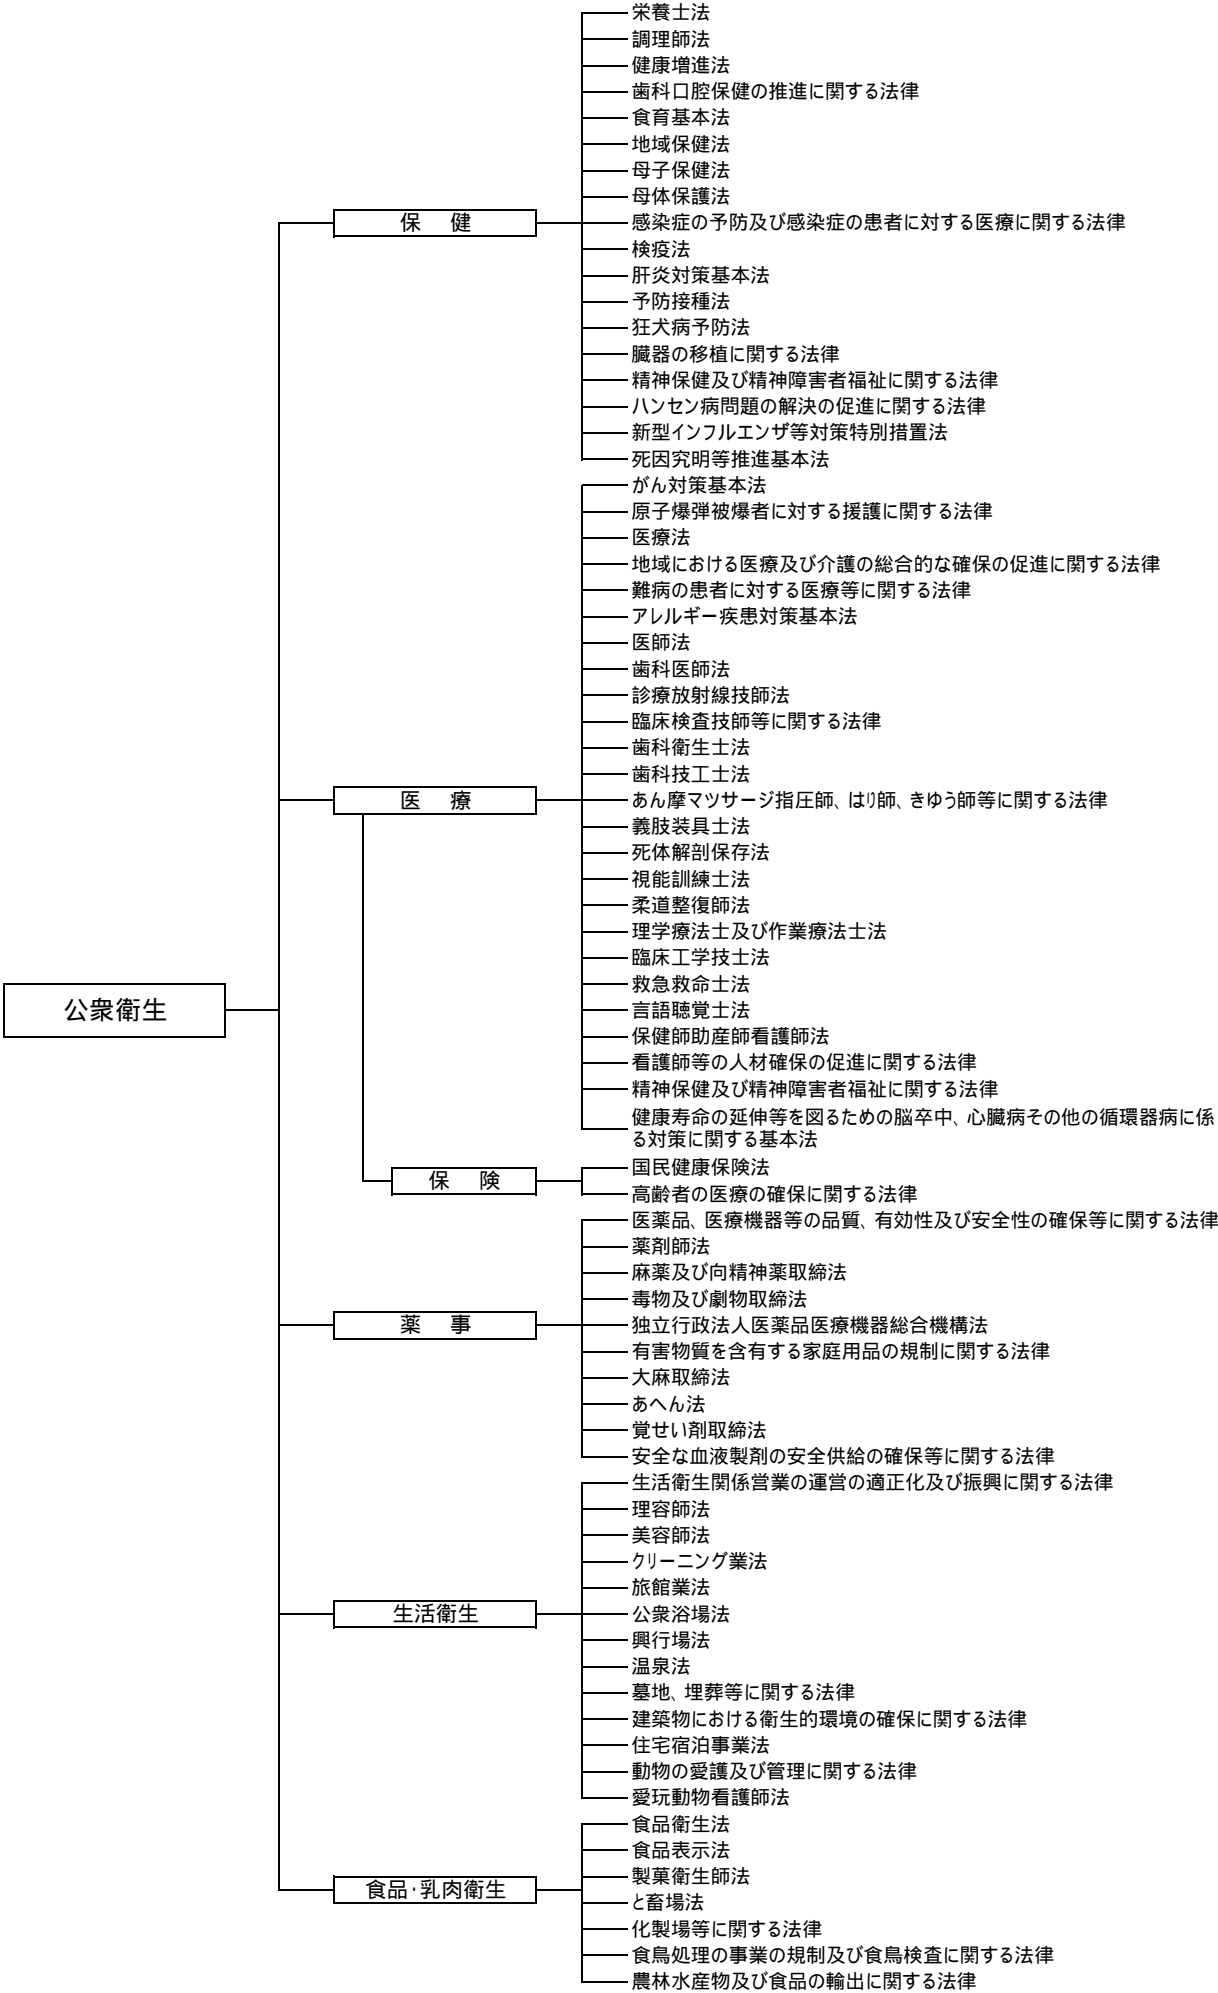 公衆衛生
保　健
栄養士法
調理師法
健康増進法
歯科口腔保健の推進に関する法律
食育基本法
地域保健法
母子保健法
母体保護法
感染症の予防及び感染症の患者に対する医療に関する法律
検疫法
肝炎対策基本法
予防接種法
狂犬病予防法
臓器の移植に関する法律
精神保健及び精神障害者福祉に関する法律
ハンセン病問題の解決の促進に関する法律
新型インフルエンザ等対策特別措置法
死因究明等推進基本法
医　療
がん対策基本法
原子爆弾被爆者に対する援護に関する法律
医療法
地域における医療及び介護の総合的な確保の促進に関する法律
難病の患者に対する医療等に関する法律
アレルギー疾患対策基本法
医師法
歯科医師法
診療放射線技師法
臨床検査技師等に関する法律
歯科衛生士法
歯科技工士法
あん摩マツサージ指圧師、はり師、きゆう師等に関する法律
義肢装具士法
死体解剖保存法
視能訓練士法
柔道整復師法
理学療法士及び作業療法士法
臨床工学技士法
救急救命士法
言語聴覚士法
保健師助産師看護師法
看護師等の人材確保の促進に関する法律
精神保健及び精神障害者福祉に関する法律
健康寿命の延伸等を図るための脳卒中、心臓病その他の循環器病に係
る対策に関する基本法
保　険
国民健康保険法
高齢者の医療の確保に関する法律
薬　事
医薬品、医療機器等の品質、有効性及び安全性の確保等に関する法律
薬剤師法
麻薬及び向精神薬取締法
毒物及び劇物取締法
独立行政法人医薬品医療機器総合機構法
有害物質を含有する家庭用品の規制に関する法律
大麻取締法
あへん法
覚せい剤取締法
安全な血液製剤の安全供給の確保等に関する法律
生活衛生
生活衛生関係営業の運営の適正化及び振興に関する法律
理容師法
美容師法
クリーニング業法
旅館業法
公衆浴場法
興行場法
温泉法
墓地、埋葬等に関する法律
建築物における衛生的環境の確保に関する法律
住宅宿泊事業法
動物の愛護及び管理に関する法律
愛玩動物看護師法
食品・乳肉衛生
食品衛生法
食品表示法
製菓衛生師法
と畜場法
化製場等に関する法律
食鳥処理の事業の規制及び食鳥検査に関する法律
農林水産物及び食品の輸出に関する法律